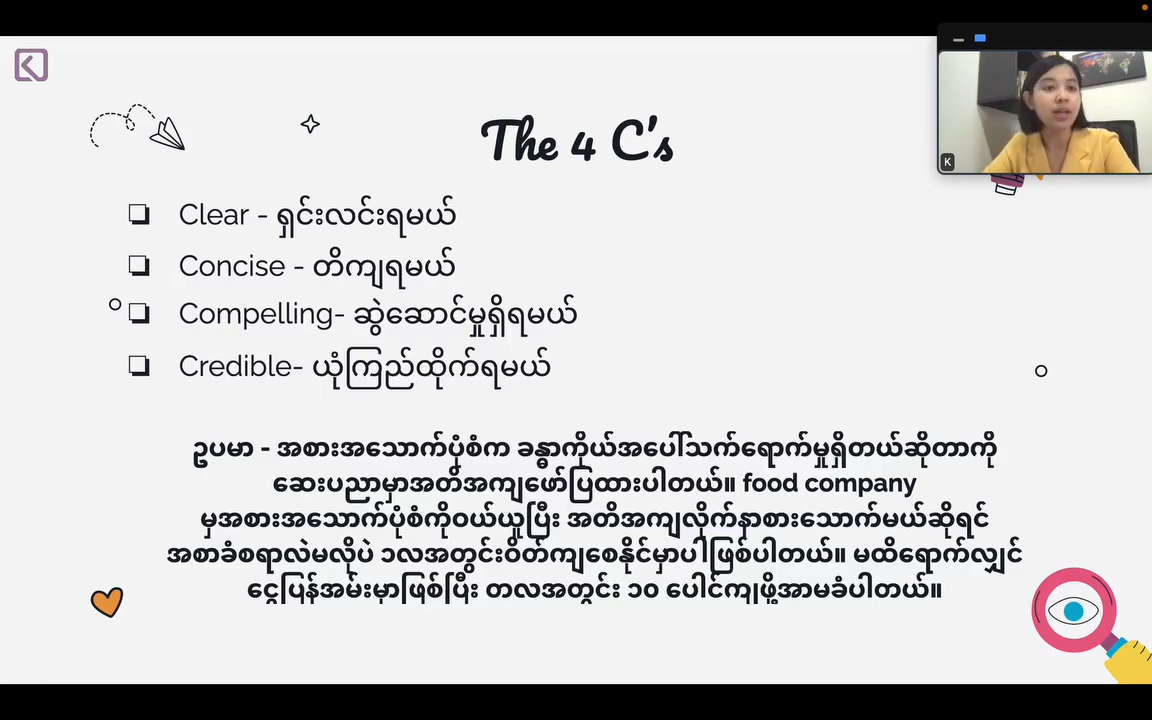 The 4 C's
Clear - ရှင်းလင်းရမယ်
Concise - တိကျရမယ်
Compelling- ဆွဲဆောင်မှုရှိရမယ်
Credible- ယုံကြည်ထိုက်ရမယ်
ဥပမာ - အစားအသောက်ပုံစံက ခန္ဓာကိုယ်အပေါ်သက်ရောက်မှုရှိတယ်ဆိုတာကို
ဆေးပညာမှာအတိအကျဖော်ပြထားပါတယ်။ food company
မှအစားအသောက်ပုံစံကိုဝယ်ယူပြီး အတိအကျလိုက်နာစားသောက်မယ်ဆိုရင်
အစာခံစရာလဲမလိုပဲ ၁လအတွင်းဝိတ်ကျစေနိုင်မှာပါဖြစ်ပါတယ်။ မထိရောက်လျှင်
ငွေပြန်အမ်းမှာဖြစ်ပြီး တလအတွင်း ၁၀ ပေါင်ကျဖို့အာမခံပါတယ်။
K